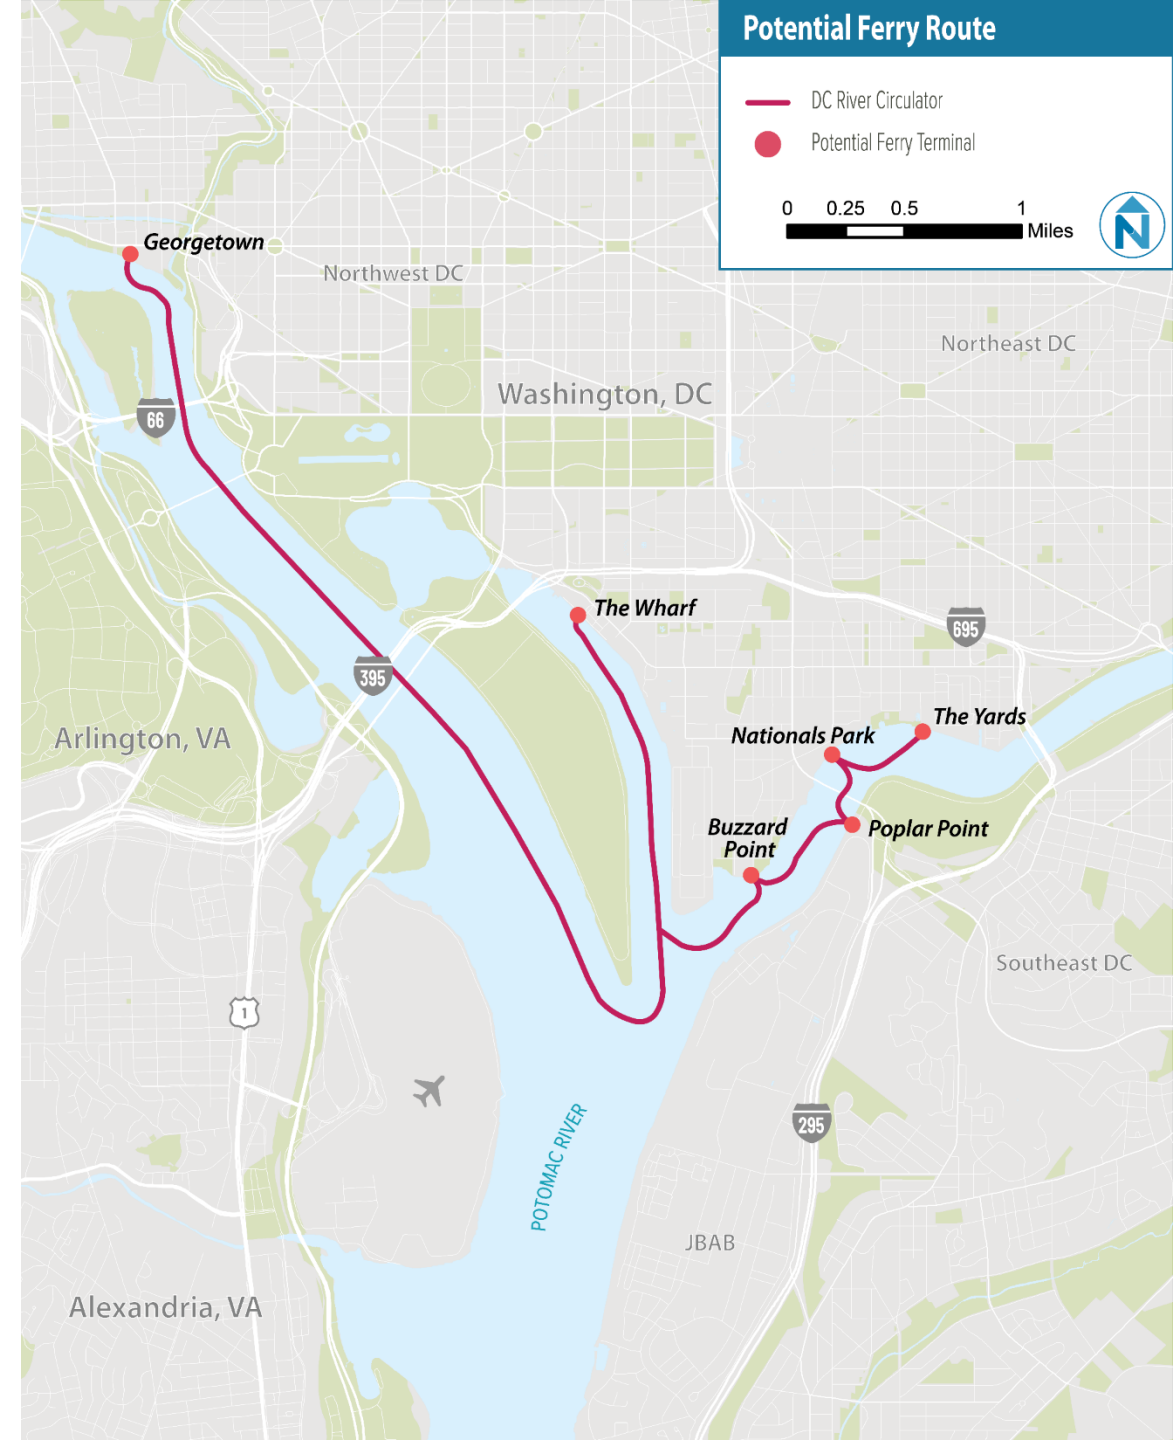 Potential Ferry Route
DC River Circulator
Potential Ferry Terminal
0 0.25 0.5 1
Miles
N
Georgetown
Northwest DC
Northeast DC
Washington, DC
66
The Wharf
695
395
The Yards
Nationals Park
Arlington, VA
Buzzard
Point
Poplar Point
Southeast DC
1
295
POTOMAC RIVER
JBAB
Alexandria, VA